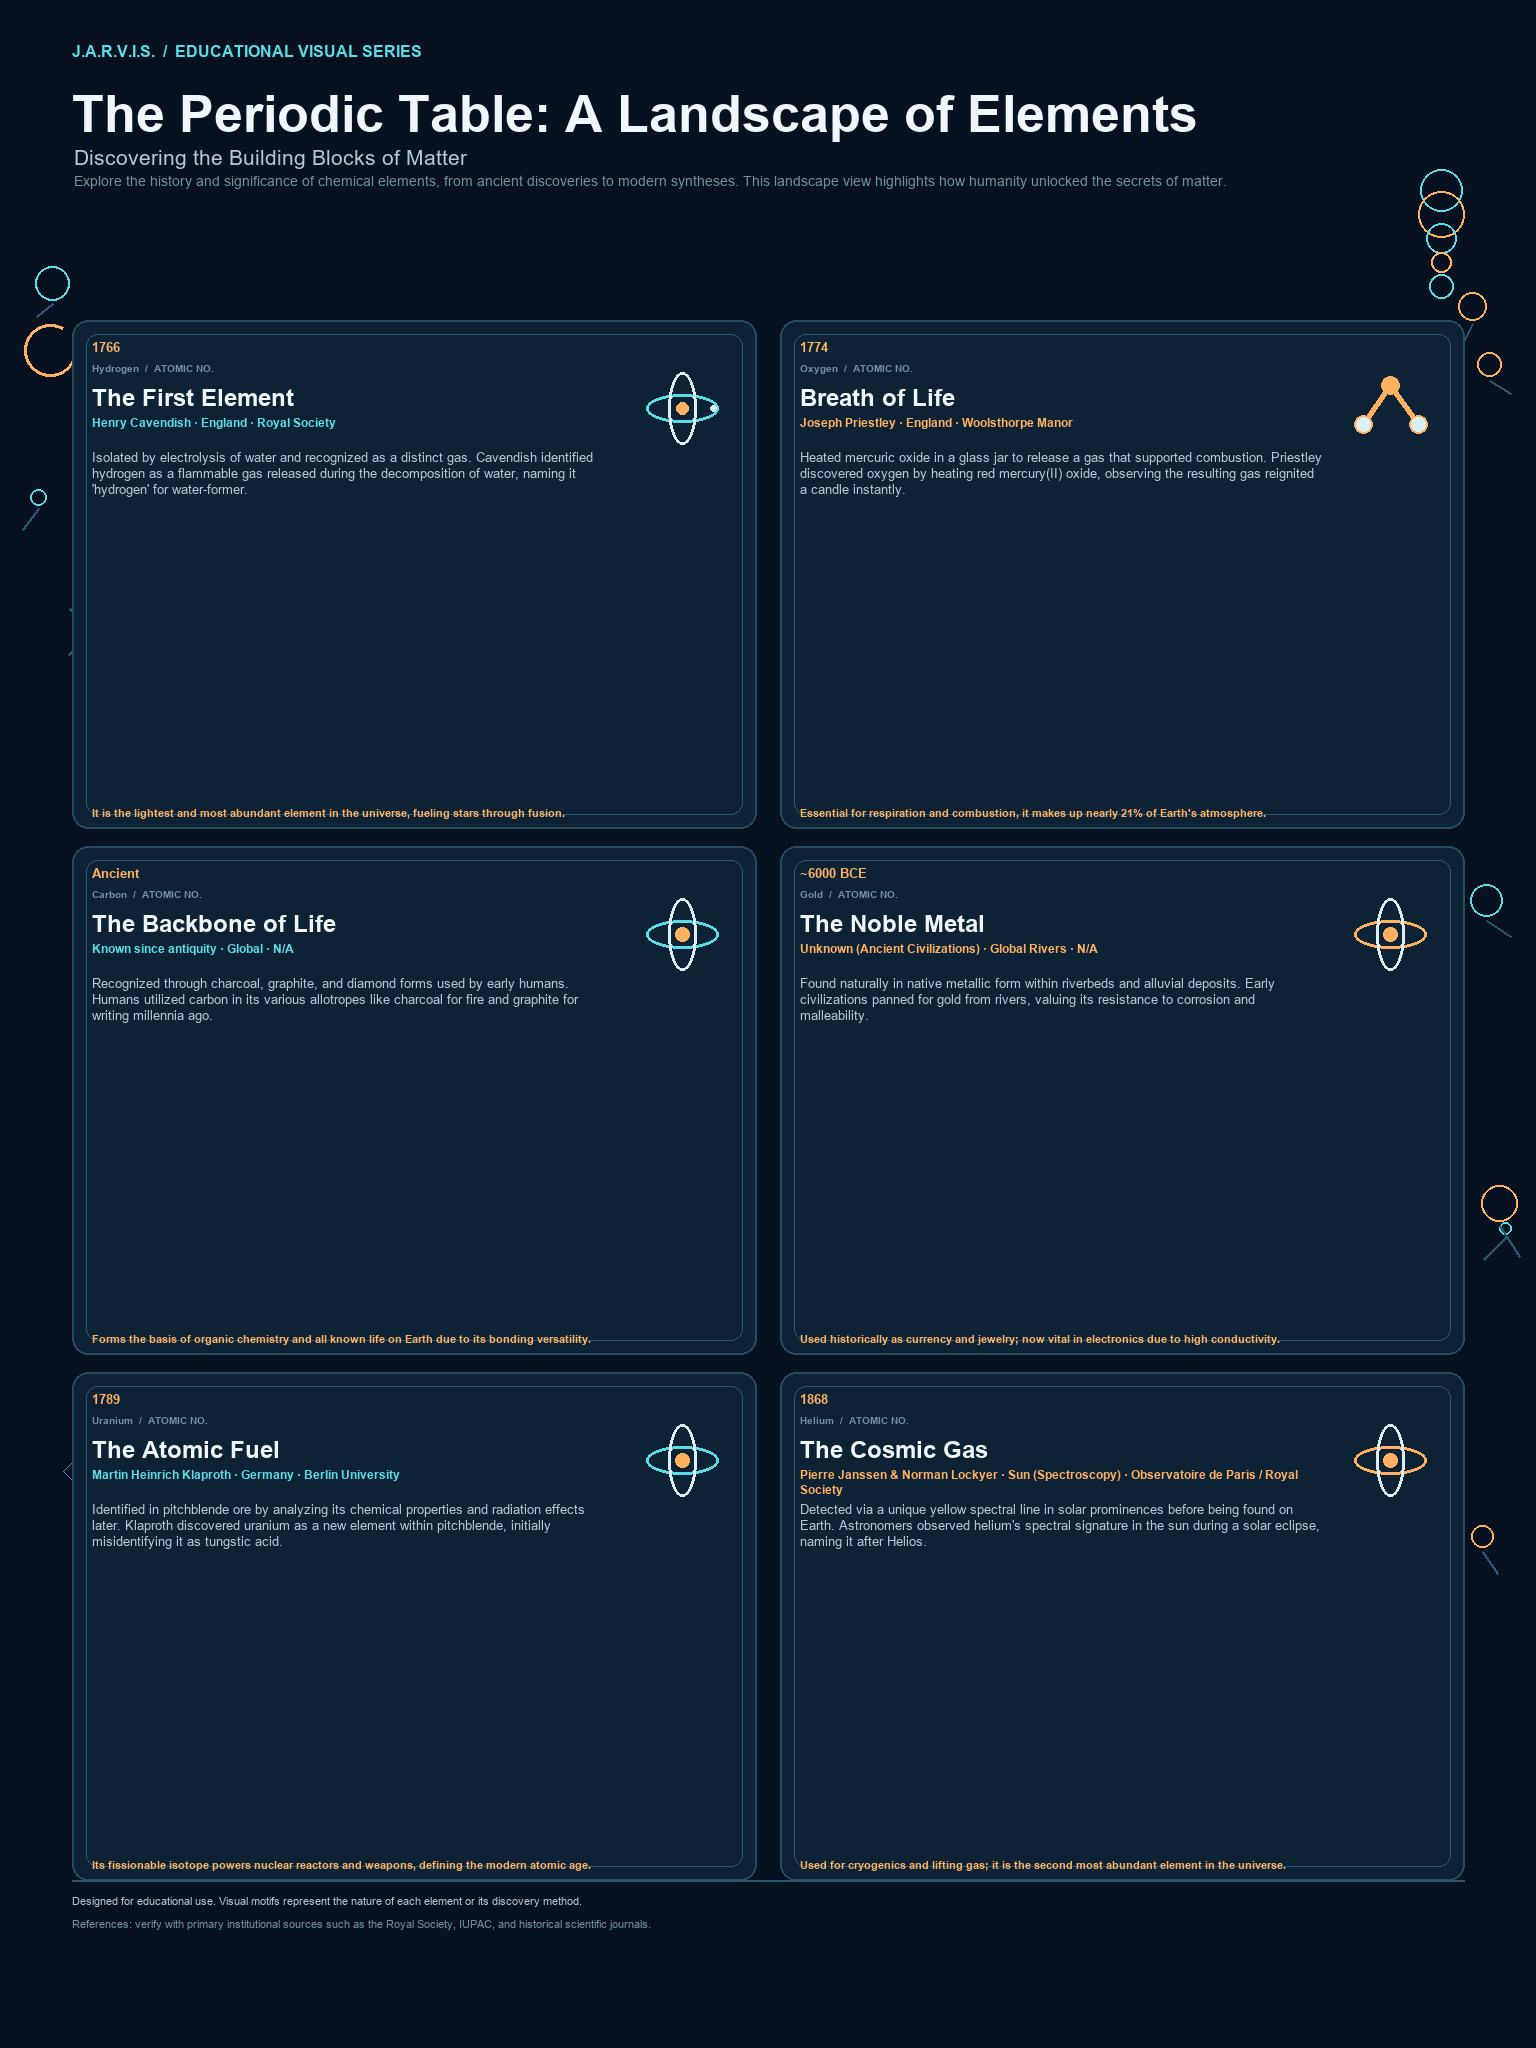 J.A.R.V.I.S. / EDUCATIONAL VISUAL SERIES
The Periodic Table: A Landscape of Elements
Discovering the Building Blocks of Matter
Explore the history and significance of chemical elements, from ancient discoveries to modern syntheses. This landscape view highlights how humanity unlocked the secrets of matter.
1766
Hydrogen / ATOMIC NO.
The First Element
Henry Cavendish · England · Royal Society
Isolated by electrolysis of water and recognized as a distinct gas. Cavendish identified
hydrogen as a flammable gas released during the decomposition of water, naming it
'hydrogen' for water-former.
It is the lightest and most abundant element in the universe, fueling stars through fusion.
1774
Oxygen / ATOMIC NO.
Breath of Life
Joseph Priestley · England · Woolsthorpe Manor
Heated mercuric oxide in a glass jar to release a gas that supported combustion. Priestley
discovered oxygen by heating red mercury(II) oxide, observing the resulting gas reignited
a candle instantly.
Essential for respiration and combustion, it makes up nearly 21% of Earth's atmosphere.
Ancient
Carbon / ATOMIC NO.
The Backbone of Life
Known since antiquity · Global · N/A
Recognized through charcoal, graphite, and diamond forms used by early humans.
Humans utilized carbon in its various allotropes like charcoal for fire and graphite for
writing millennia ago.
Forms the basis of organic chemistry and all known life on Earth due to its bonding versatility.
~6000 BCE
Gold / ATOMIC NO.
The Noble Metal
Unknown (Ancient Civilizations) · Global Rivers · N/A
Found naturally in native metallic form within riverbeds and alluvial deposits. Early
civilizations panned for gold from rivers, valuing its resistance to corrosion and
malleability.
Used historically as currency and jewelry; now vital in electronics due to high conductivity.
1789
Uranium / ATOMIC NO.
The Atomic Fuel
Martin Heinrich Klaproth · Germany · Berlin University
Identified in pitchblende ore by analyzing its chemical properties and radiation effects
later. Klaproth discovered uranium as a new element within pitchblende, initially
misidentifying it as tungstic acid.
Its fissionable isotope powers nuclear reactors and weapons, defining the modern atomic age.
1868
Helium / ATOMIC NO.
The Cosmic Gas
Pierre Janssen & Norman Lockyer · Sun (Spectroscopy) · Observatoire de Paris / Royal
Society
Detected via a unique yellow spectral line in solar prominences before being found on
Earth. Astronomers observed helium's spectral signature in the sun during a solar eclipse,
naming it after Helios.
Used for cryogenics and lifting gas; it is the second most abundant element in the universe.
Designed for educational use. Visual motifs represent the nature of each element or its discovery method.
References: verify with primary institutional sources such as the Royal Society, IUPAC, and historical scientific journals.